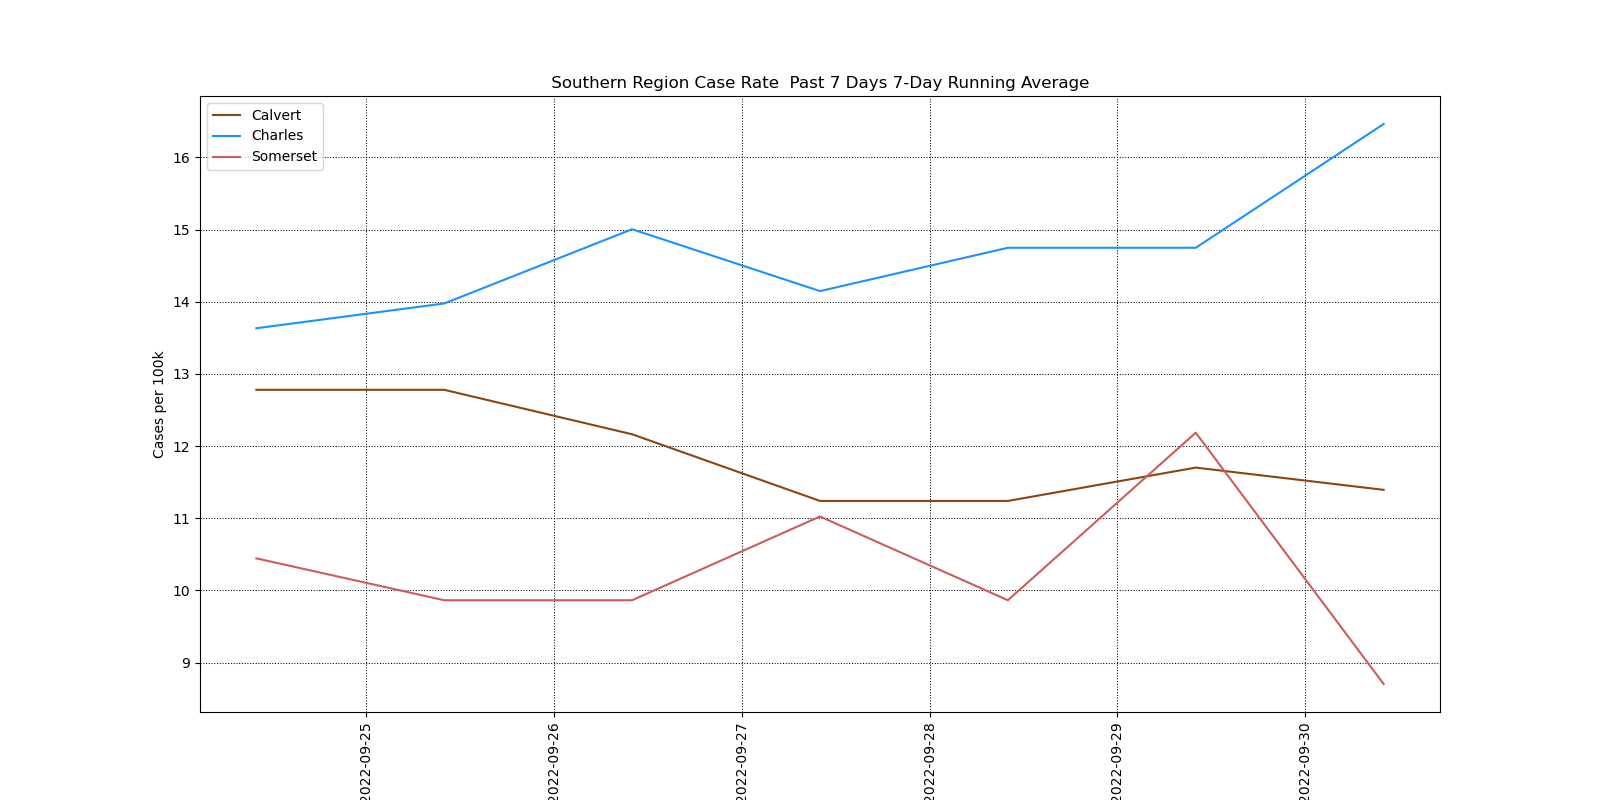 Southern Region Case Rate  Past 7 Days 7-Day Running Average
Calvert
Charles
Somerset
Cases per 100k
16
15
14
13
12
11
10
9
2022-09-25
2022-09-26
2022-09-27
2022-09-28
2022-09-29
2022-09-30